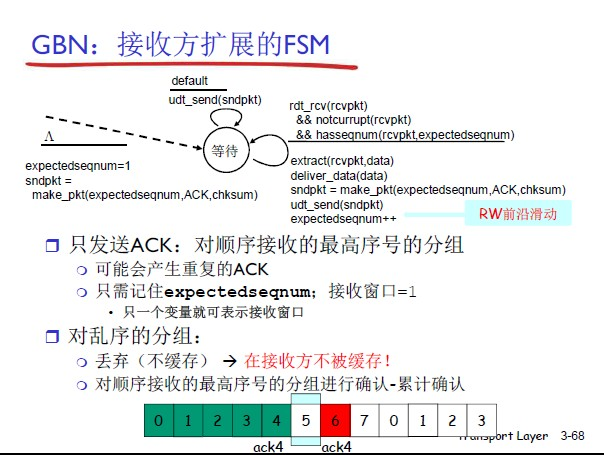 GBN：接收方扩展的FSM
default
udt_send(sndpkt)
Λ
等待
rdt_rcv(rcvpkt)
&& notcurrupt(rcvpkt)
&& hasseqnum(rcvpkt,expectedseqnum)
expectedseqnum=1
sndpkt =
make_pkt(expectedseqnum,ACK,chksum)
extract(rcvpkt,data)
deliver_data(data)
sndpkt = make_pkt(expectedseqnum,ACK,chksum)
udt_send(sndpkt)
expectedseqnum++
RW前沿滑动
只发送ACK：对顺序接收的最高序号的分组
可能会产生重复的ACK
只需记住expectedseqnum；接收窗口=1
• 只一个变量就可表示接收窗口
对乱序的分组：
丢弃（不缓存） → 在接收方不被缓存！
对顺序接收的最高序号的分组进行确认-累计确认
0 1 2 3 4 5 6 7 0 1 2 3
ack4 ack4
Transport Layer 3-68